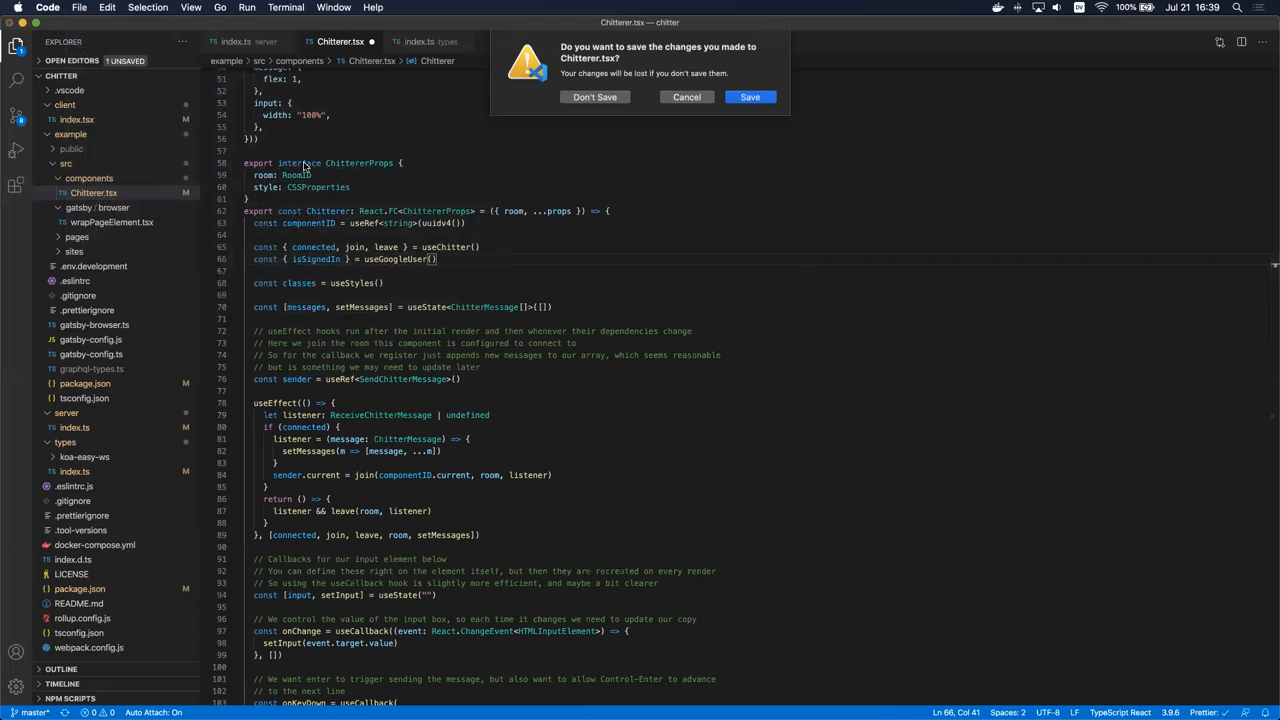 Code File Edit Selection View Go Run Terminal Window Help
DV 100% Jul 21 16:39
Chitterer.tsx — chitter
Do you want to save the changes you made to
Chitterer.tsx?
Your changes will be lost if you don't save them.
Don't Save Cancel Save
EXPLORER
OPEN EDITORS 1 UNSAVED
CHITTER
.vscode
client
index.tsx
example
public
src
components
TS Chitterer.tsx M
gatsby / browser
TS wrapPageElement.tsx
pages
sites
.env.development
.eslintrc
.gitignore
.prettierignore
TS gatsby-browser.ts
JS gatsby-config.js
TS gatsby-config.ts
TS graphql-types.ts
package.json M
tsconfig.json
server
TS index.ts M
types
koa-easy-ws
TS index.ts M
.eslintrc.js
.gitignore
.prettierignore
.tool-versions
docker-compose.yml
TS index.d.ts
LICENSE
package.json M
README.md
JS rollup.config.js
tsconfig.json
webpack.config.js
OUTLINE
TIMELINE
NPM SCRIPTS
TS index.ts server TS Chitterer.tsx TS index.ts types
example > src > components > TS Chitterer.tsx > Chitterer
51 flex: 1,
52 },
53 input: {
54 width: "100%",
55 },
56 }))
57
58 export interface ChittererProps {
59 room: RoomID
60 style: CSSProperties
61 }
62 export const Chitterer: React.FC<ChittererProps> = ({ room, ...props }) => {
63 const componentID = useRef<string>(uuidv4())
64
65 const { connected, join, leave } = useChitter()
66 const { isSignedIn } = useGoogleUser()
67
68 const classes = useStyles()
69
70 const [messages, setMessages] = useState<ChitterMessage[]>([])
71
72 // useEffect hooks run after the initial render and then whenever their dependencies change
73 // Here we join the room this component is configured to connect to
74 // So far the callback we register just appends new messages to our array, which seems reasonable
75 // but is something we may need to update later
76 const sender = useRef<SendChitterMessage>()
77
78 useEffect(() => {
79 let listener: ReceiveChitterMessage | undefined
80 if (connected) {
81 listener = (message: ChitterMessage) => {
82 setMessages(m => [message, ...m])
83 }
84 sender.current = join(componentID.current, room, listener)
85 }
86 return () => {
87 listener && leave(room, listener)
88 }
89 }, [connected, join, leave, room, setMessages])
90
91 // Callbacks for our input element below
92 // You can define these right on the element itself, but then they are recreated on every render
93 // So using the useCallback hook is slightly more efficient, and maybe a bit clearer
94 const [input, setInput] = useState("")
95
96 // We control the value of the input box, so each time it changes we need to update our copy
97 const onChange = useCallback((event: React.ChangeEvent<HTMLInputElement>) => {
98 setInput(event.target.value)
99 }, [])
100
101 // We want enter to trigger sending the message, but also want to allow Control-Enter to advance
102 // to the next line
103 const onKeyDown = useCallback(
master* 0 0 Auto Attach: On
Ln 66, Col 41 Spaces: 2 UTF-8 LF TypeScript React 3.9.6 Prettier: ✓